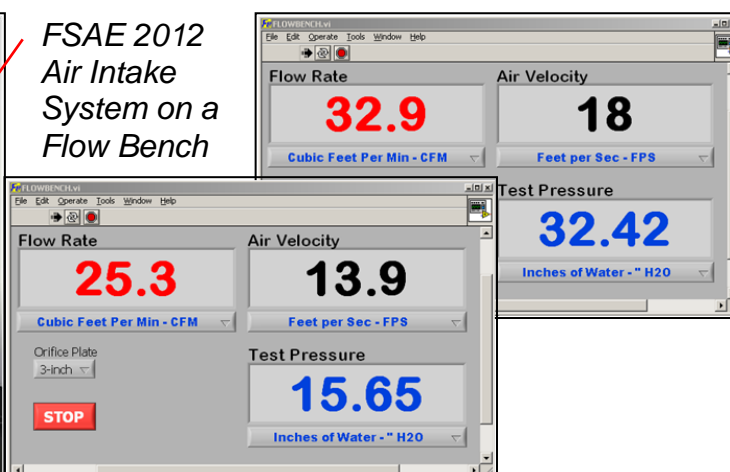 FSAE 2012
Air Intake
System on a
Flow Bench
FLOWBENCH.vi
File Edit Operate Tools Window Help
Flow Rate
Air Velocity
32.9
18
Cubic Feet Per Min - CFM
Feet per Sec - FPS
Test Pressure
32.42
Inches of Water - " H2O
FLOWBENCH.vi
File Edit Operate Tools Window Help
Flow Rate
Air Velocity
25.3
13.9
Cubic Feet Per Min - CFM
Feet per Sec - FPS
Orifice Plate
3-inch
Test Pressure
STOP
15.65
Inches of Water - " H2O